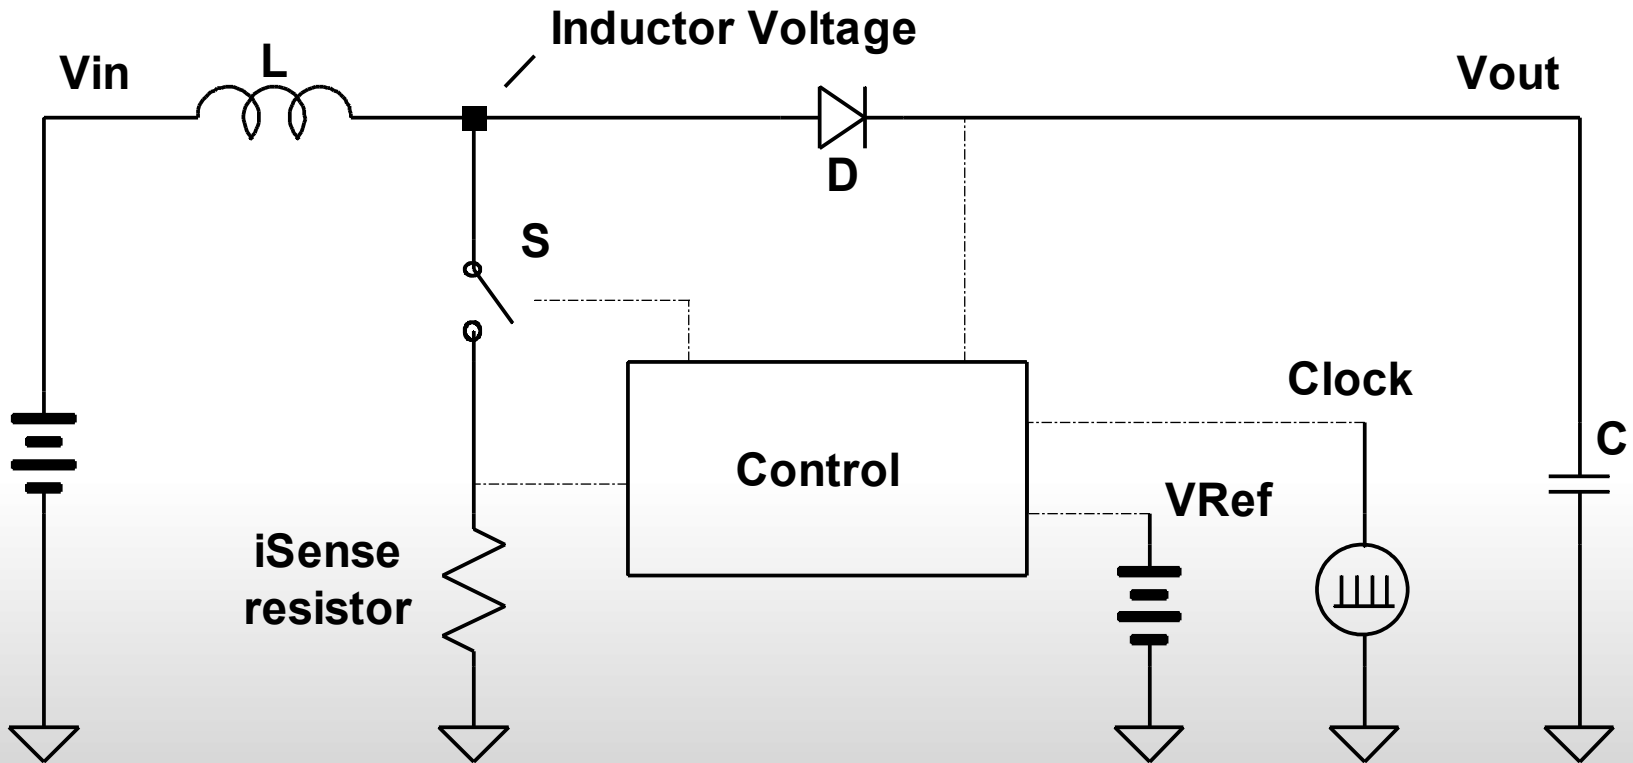 Inductor Voltage
Vin
L
Vout
D
S
Clock
C
Control
VRef
iSense
resistor